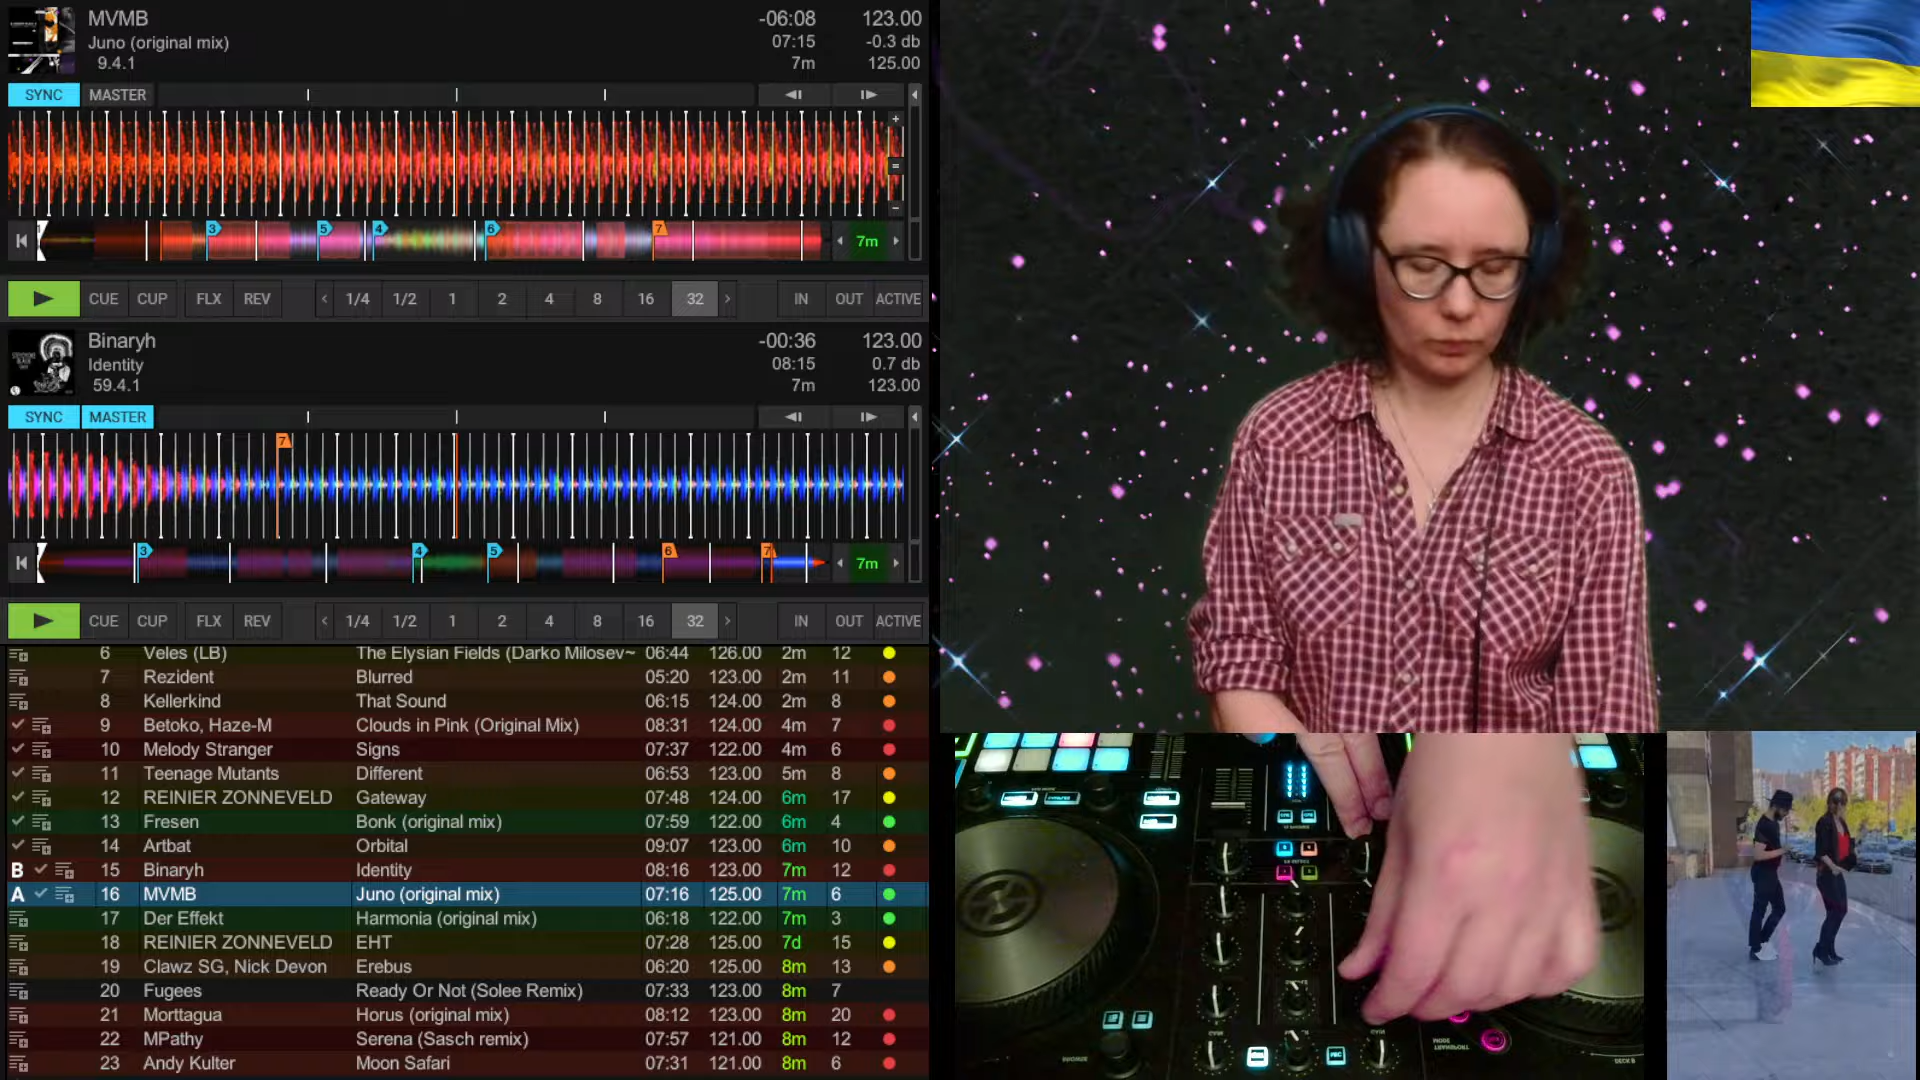 MVMB -06:08 123.00
Juno (original mix) 07:15 -0.3 db
9.4.1 7m 125.00
SYNC MASTER
3 5 4 6 7 7m
CUE CUP FLX REV 1/4 1/2 1 2 4 8 16 32 IN OUT ACTIVE
Binaryh -00:36 123.00
Identity 08:15 0.7 db
59.4.1 7m 123.00
SYNC MASTER
7
3 4 5 6 7 7m
CUE CUP FLX REV 1/4 1/2 1 2 4 8 16 32 IN OUT ACTIVE
6 Veles (LB) The Elysian Fields (Darko Milosev~ 06:44 126.00 2m 12
7 Rezident Blurred 05:20 123.00 2m 11
8 Kellerkind That Sound 06:15 124.00 2m 8
9 Betoko, Haze-M Clouds in Pink (Original Mix) 08:31 124.00 4m 7
10 Melody Stranger Signs 07:37 122.00 4m 6
11 Teenage Mutants Different 06:53 123.00 5m 8
12 REINIER ZONNEVELD Gateway 07:48 124.00 6m 17
13 Fresen Bonk (original mix) 07:59 122.00 6m 4
14 Artbat Orbital 09:07 123.00 6m 10
B 15 Binaryh Identity 08:16 123.00 7m 12
A 16 MVMB Juno (original mix) 07:16 125.00 7m 6
17 Der Effekt Harmonia (original mix) 06:18 122.00 7m 3
18 REINIER ZONNEVELD EHT 07:28 125.00 7d 15
19 Clawz SG, Nick Devon Erebus 06:20 125.00 8m 13
20 Fugees Ready Or Not (Solee Remix) 07:33 123.00 8m 7
21 Morttagua Horus (original mix) 08:12 123.00 8m 20
22 MPathy Serena (Sasch remix) 07:57 121.00 8m 12
23 Andy Kulter Moon Safari 07:31 121.00 8m 6